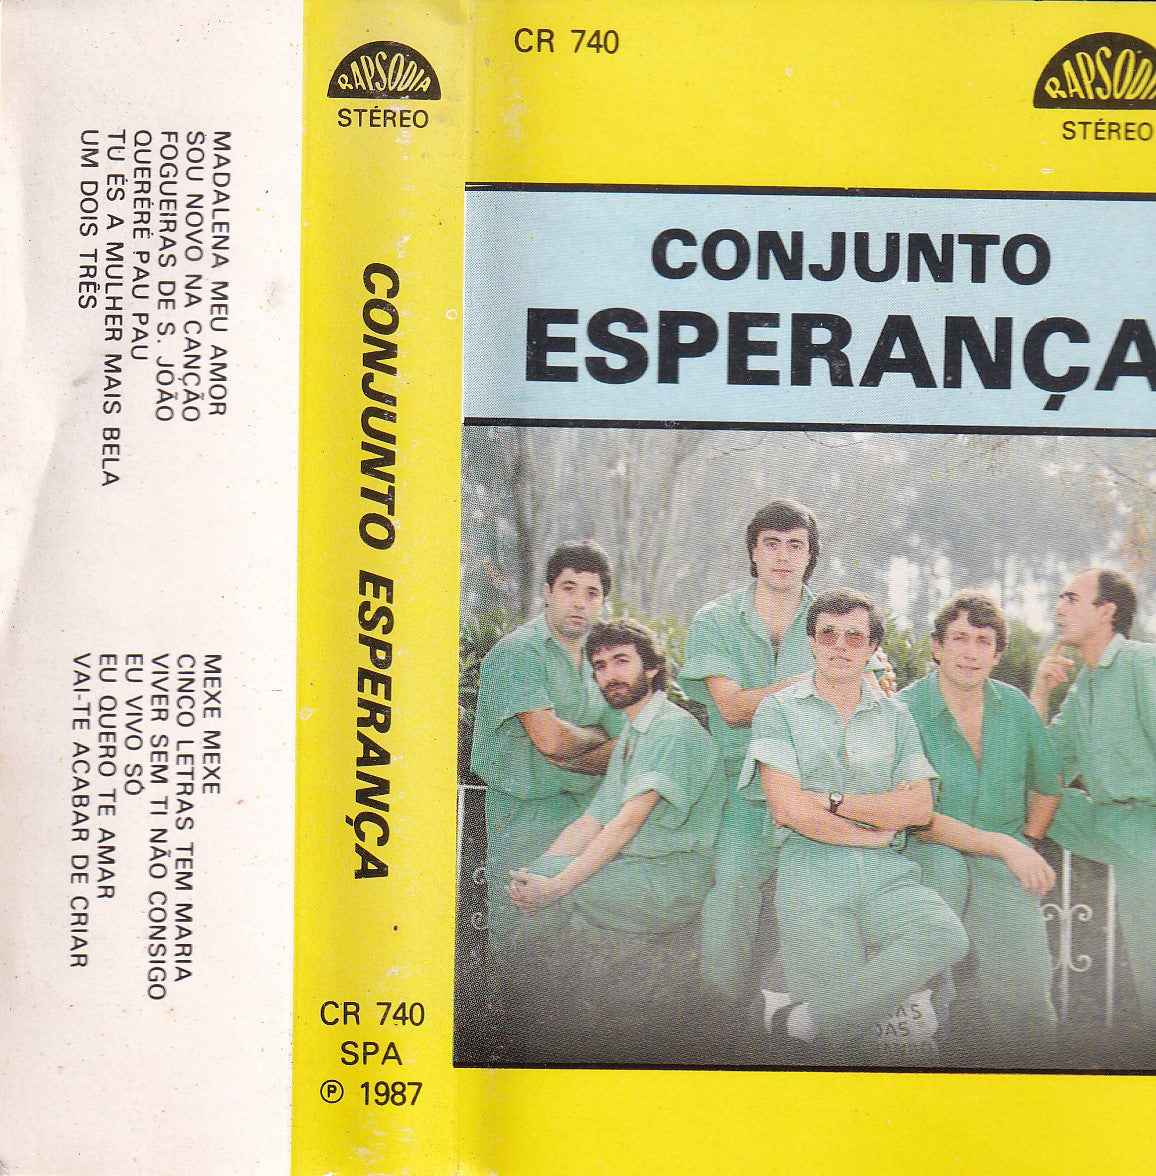 MADALENA MEU AMOR
SOU NOVO NA CANÇÃO
FOGUEIRAS DE S. JOÃO
QUERÉRÉ PAU PAU
TU ÉS A MULHER MAIS BELA
UM DOIS TRÊS
MEXE MEXE
CINCO LETRAS TEM MARIA
VIVER SEM TI NÃO CONSIGO
EU VIVO SÓ
EU QUERO TE AMAR
VAI-TE ACABAR DE CRIAR
RAPSÓDIA
STÉREO
CONJUNTO ESPERANÇA
CR 740
SPA
Ⓟ 1987
CR 740
RAPSÓDI
STÉREO
CONJUNTO
ESPERANÇA